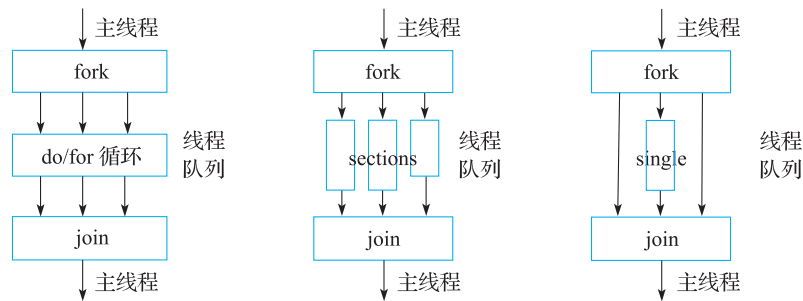 主线程
fork
do/for 循环
线程
队列
join
主线程
主线程
fork
sections
线程
队列
join
主线程
主线程
fork
single
线程
队列
join
主线程